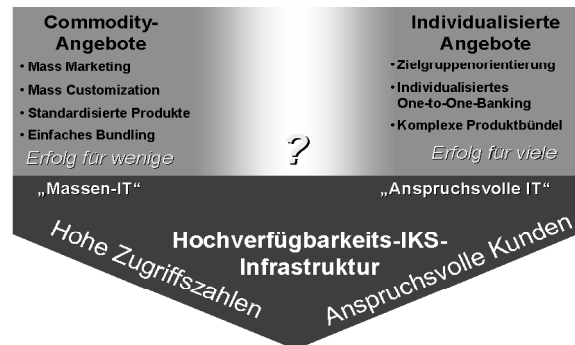 Commodity-
Angebote
• Mass Marketing
• Mass Customization
• Standardisierte Produkte
• Einfaches Bundling
Erfolg für wenige
Individualisierte
Angebote
• Zielgruppenorientierung
• Individualisiertes
One-to-One-Banking
• Komplexe Produktbündel
Erfolg für viele
?
„Massen-IT“
„Anspruchsvolle IT“
Hochverfügbarkeits-IKS-
Infrastruktur
Hohe Zugriffszahlen
Anspruchsvolle Kunden